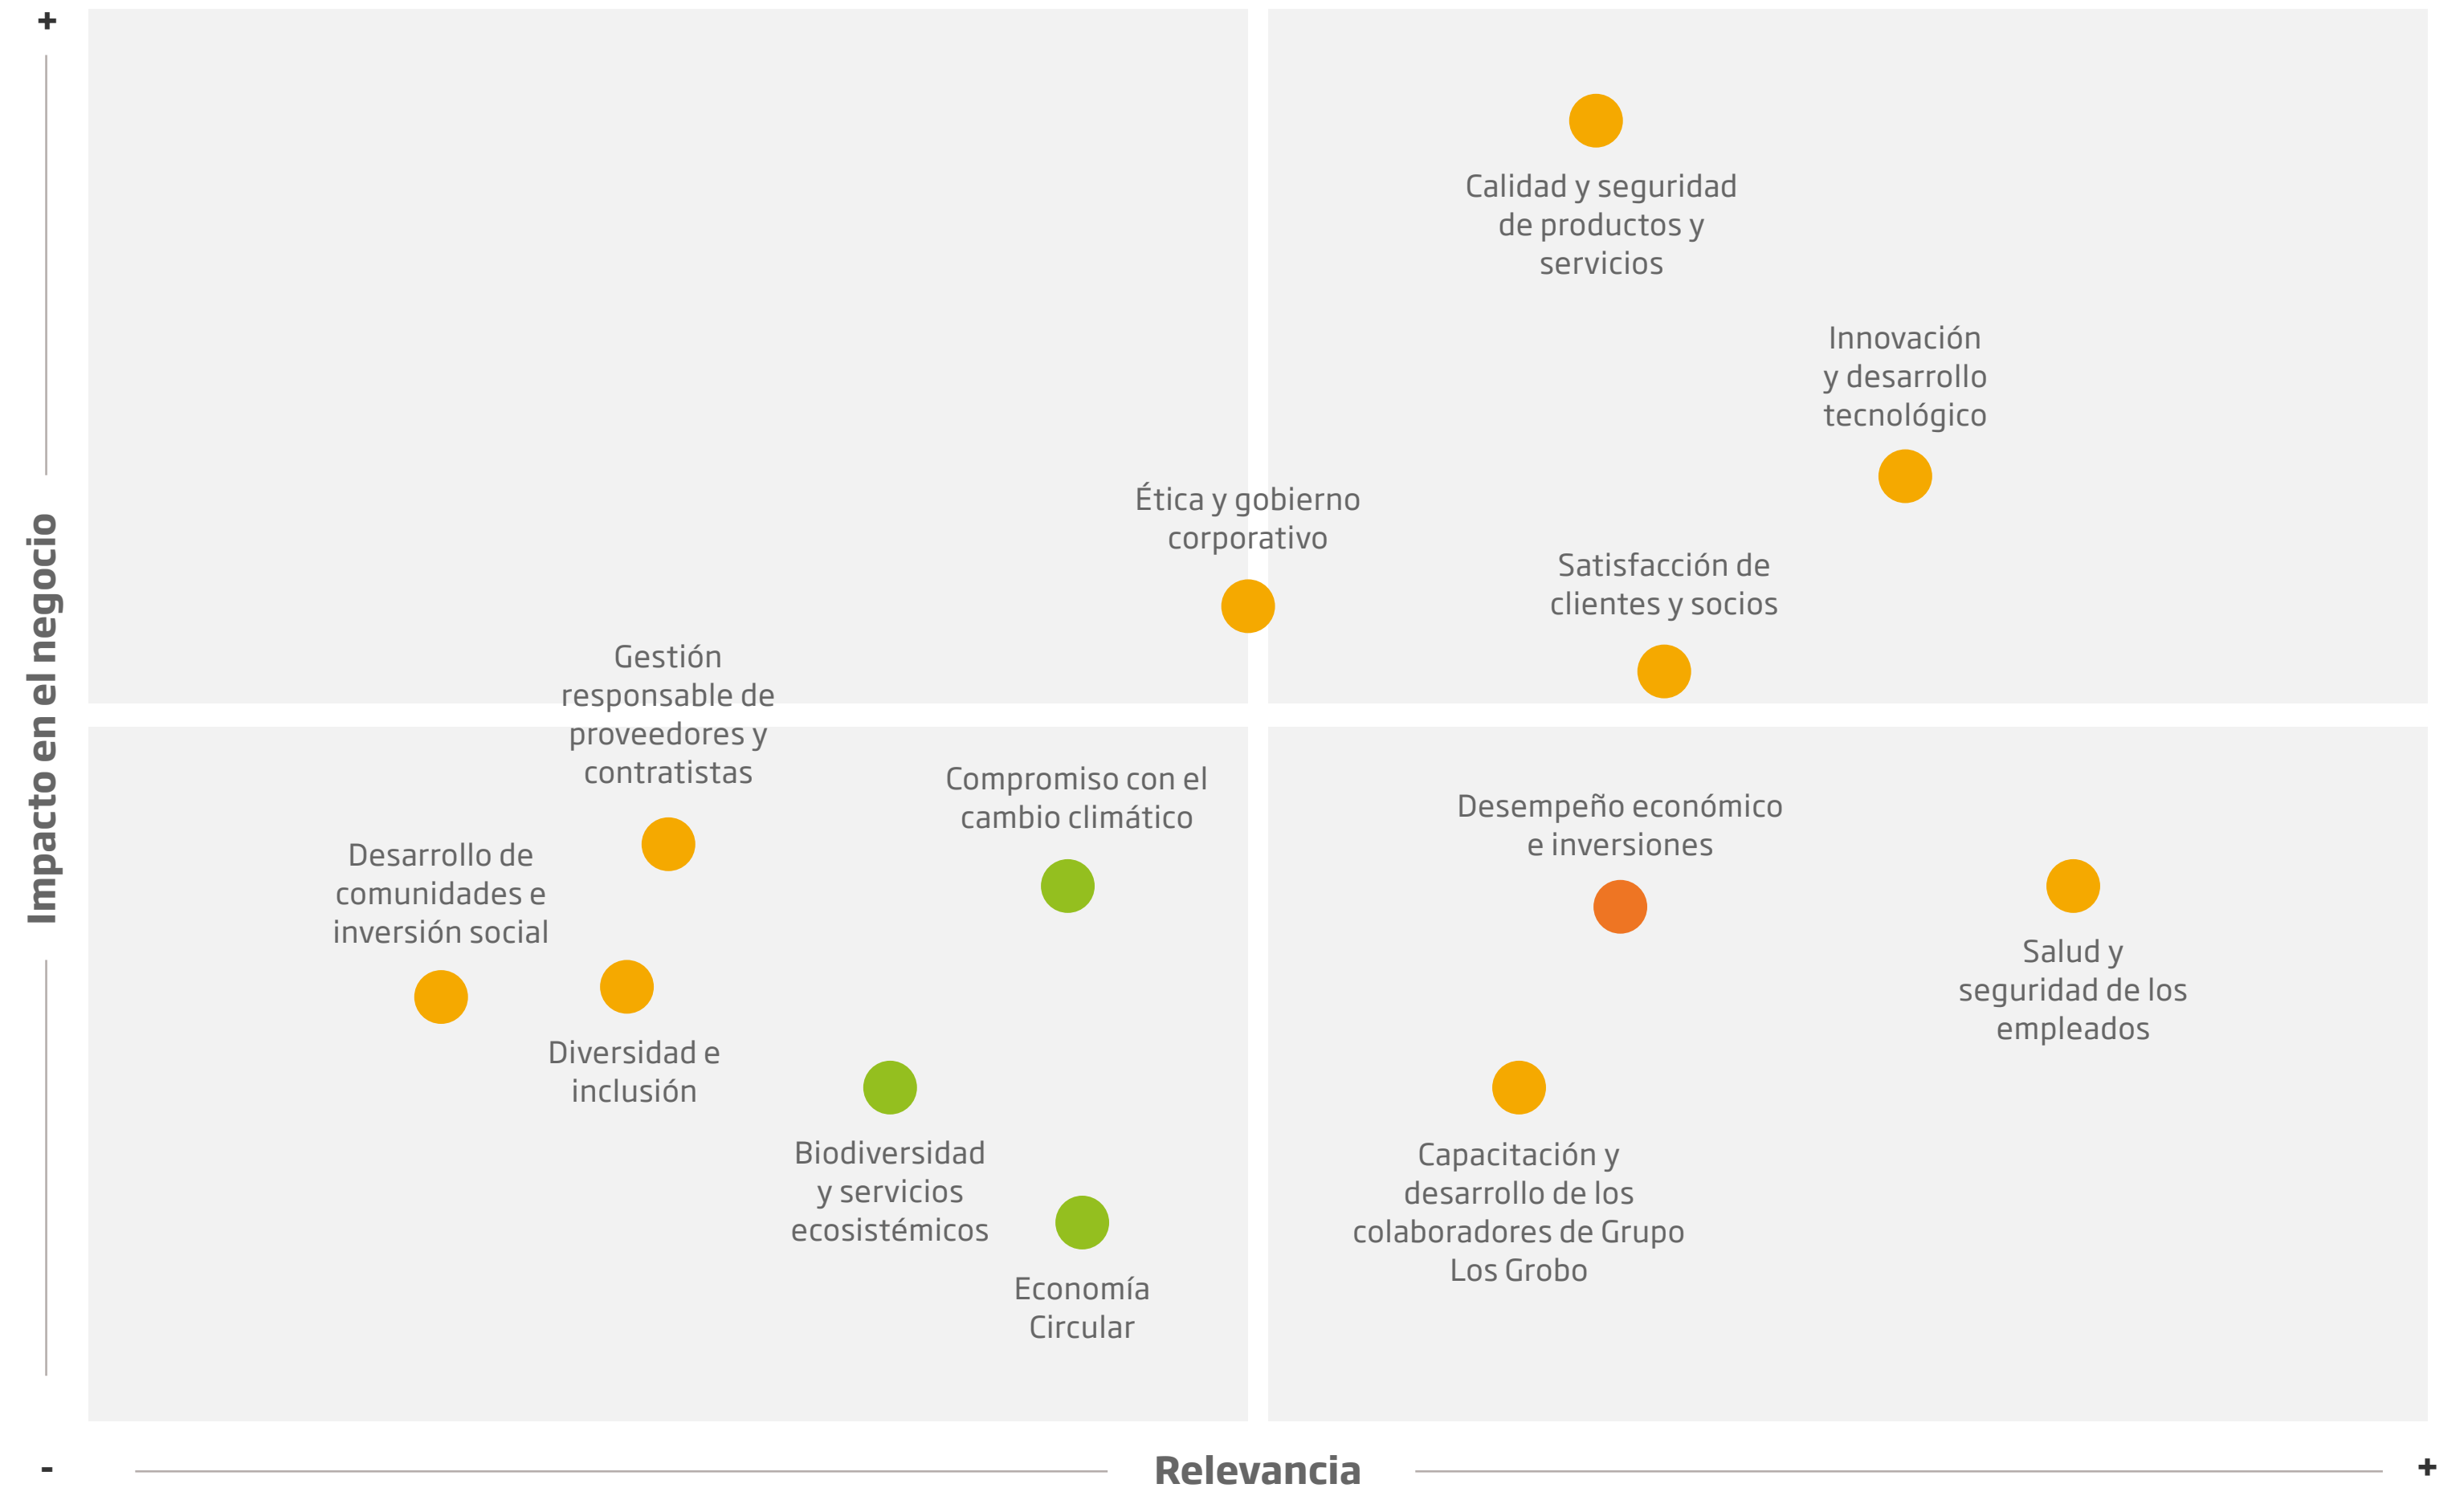 +
Calidad y seguridad
de productos y
servicios
Innovación
y desarrollo
tecnológico
Ética y gobierno
corporativo
Satisfacción de
clientes y socios
Impacto en el negocio
Gestión
responsable de
proveedores y
contratistas
Compromiso con el
cambio climático
Desempeño económico
e inversiones
Desarrollo de
comunidades e
inversión social
Salud y
seguridad de los
empleados
Diversidad e
inclusión
Biodiversidad
y servicios
ecosistémicos
Capacitación y
desarrollo de los
colaboradores de Grupo
Los Grobo
Economía
Circular
-
Relevancia
+